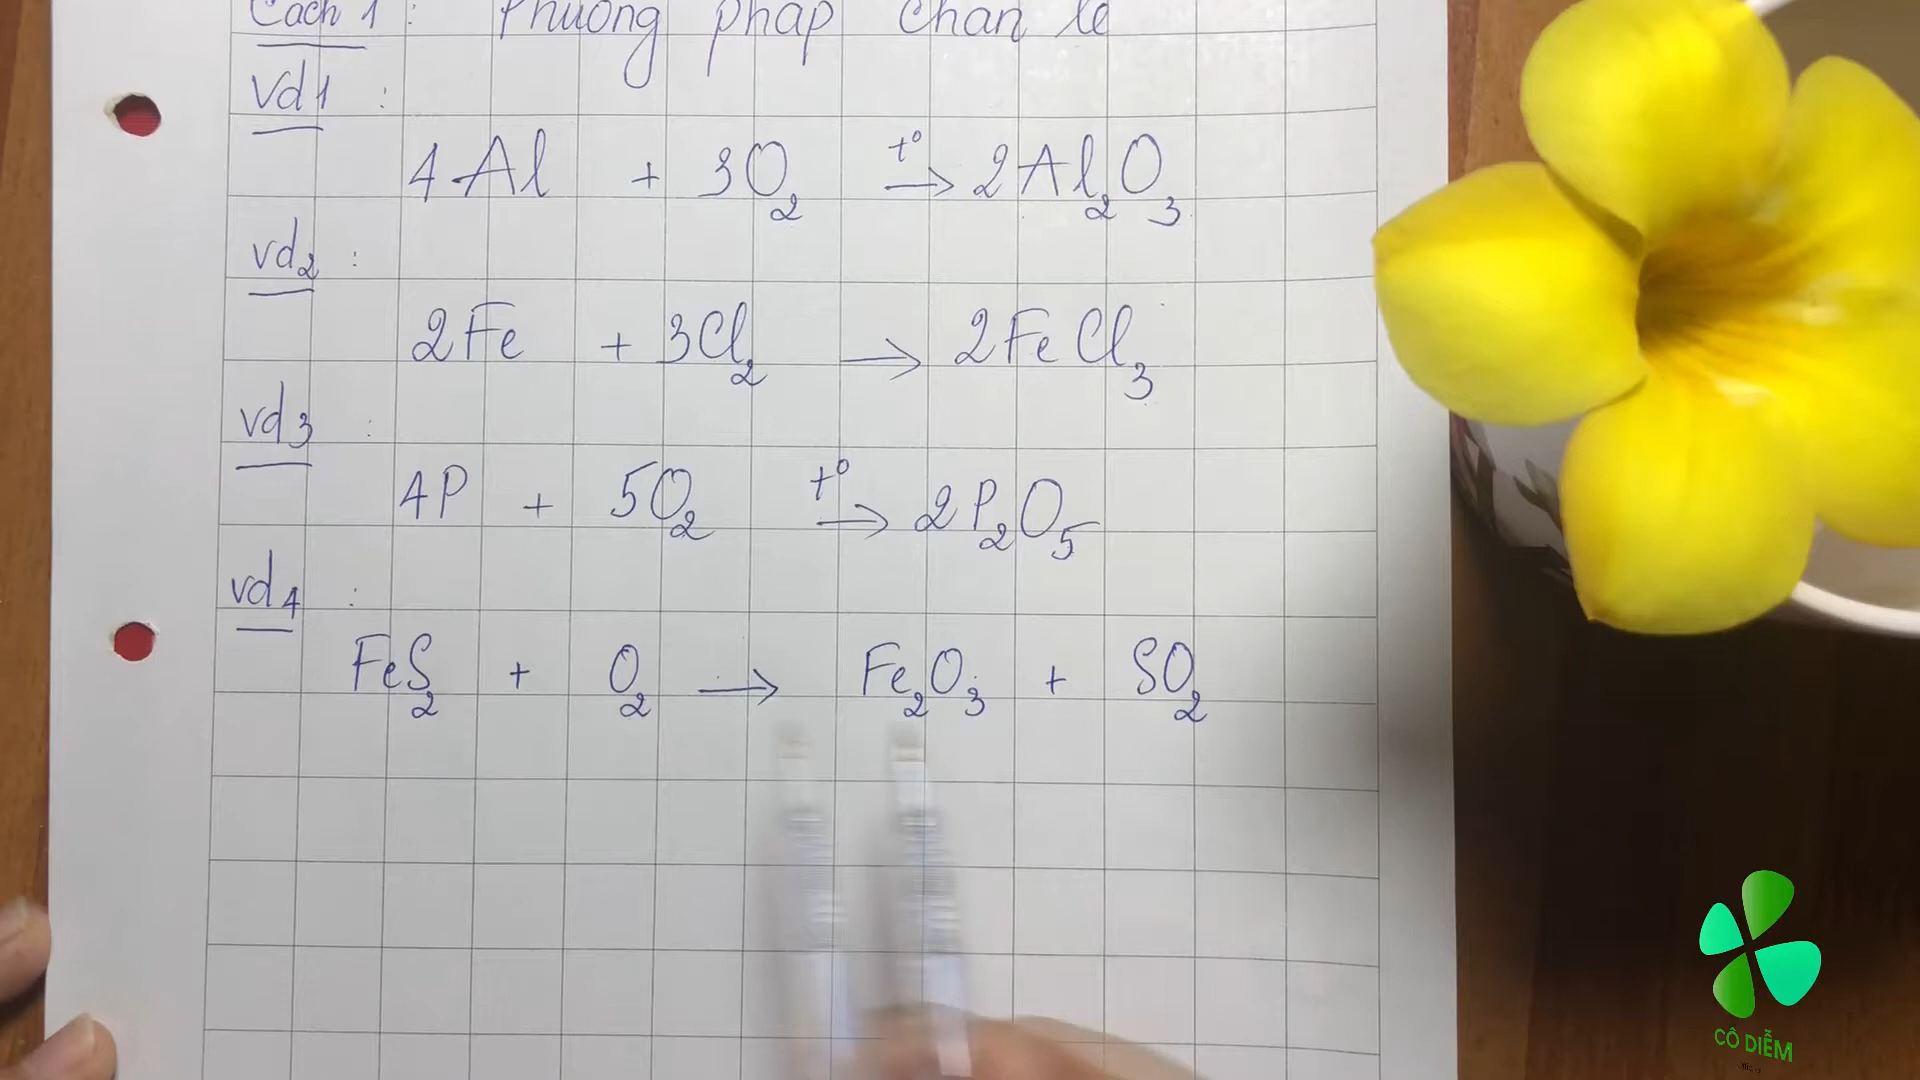 Cách 1 : Phương pháp chẵn lẻ
Vd1 :
4Al + 3O₂ t° → 2Al₂O₃
vd2 :
2Fe + 3Cl₂ → 2FeCl₃
vd3 :
4P + 5O₂ t° → 2P₂O₅
vd4 :
FeS₂ + O₂ → Fe₂O₃ + SO₂
CÔ DIỄM